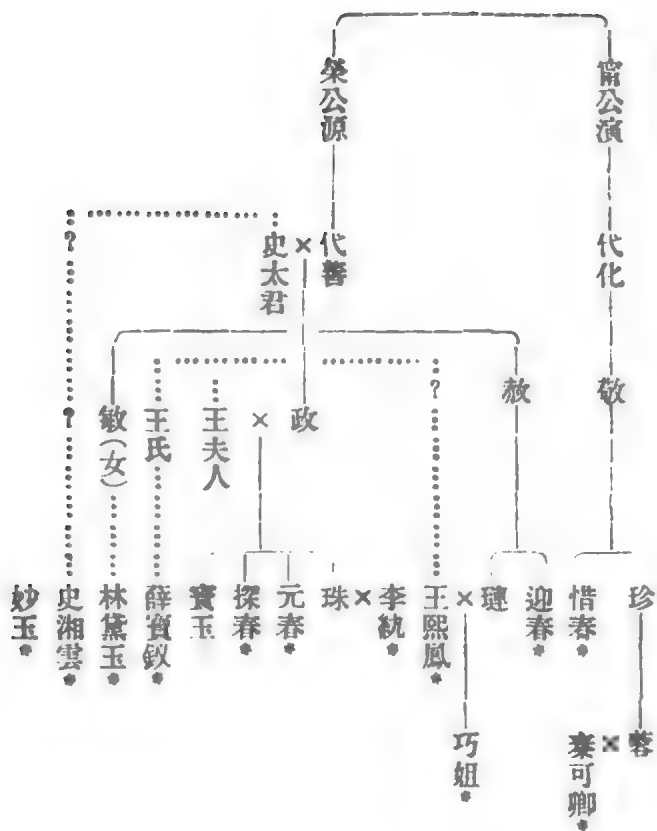 甯公演
榮公源
代化
代善
×
史太君
?
敬
赦
?
政
×
王夫人
王氏
敏(女)
?
珍
惜春*
迎春*
璉
×
王熙鳳*
李紈*
×
珠
元春*
探春*
寶玉
薛寶釵*
林黛玉*
史湘雲*
妙玉*
蓉
×
秦可卿*
巧姐*